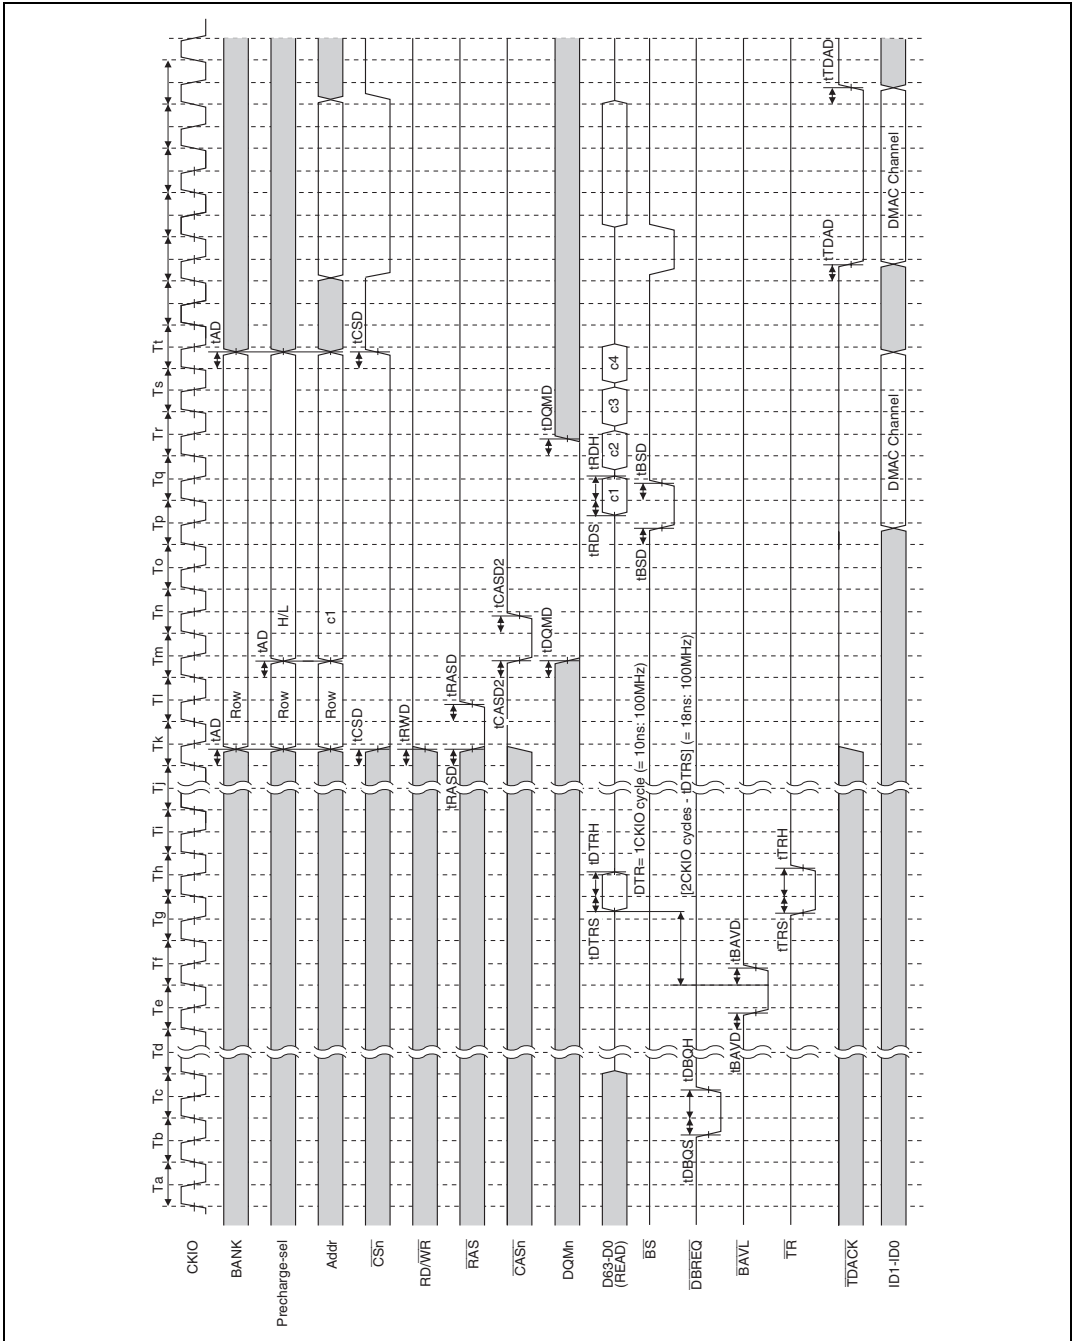 CKIO
Ta
Tb
Tc
Td
Te
Tf
Tg
Th
Ti
Tj
Tk
Tl
Tm
Tn
To
Tp
Tq
Tr
Ts
Tt
BANK
tAD
Row
tAD
Precharge-sel
Row
tAD
H/L
Addr
Row
c1
CSn
tCSD
tCSD
RD/WR
tRWD
RAS
tRASD
tRASD
CASn
tCASD2
tCASD2
DQMn
tDQMD
tDQMD
D63-D0
(READ)
tDTRS
tDTRH
tRDS
tRDH
c1
c2
c3
c4
DTR= 1CKIO cycle (= 10ns: 100MHz)
BS
tBSD
tBSD
[2CKIO cycles - tDTRS] (= 18ns: 100MHz)
DBREQ
tDBQS
tDBQH
BAVL
tBAVD
tBAVD
TR
tTRS
tTRH
TDACK
tTDAD
tTDAD
ID1-ID0
DMAC Channel
DMAC Channel